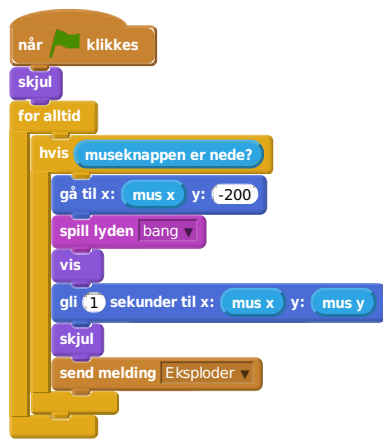 når klikkes
skjul
for alltid
hvis museknappen er nede?
gå til x: mus x y: -200
spill lyden bang
vis
gli 1 sekunder til x: mus x y: mus y
skjul
send melding Eksploder